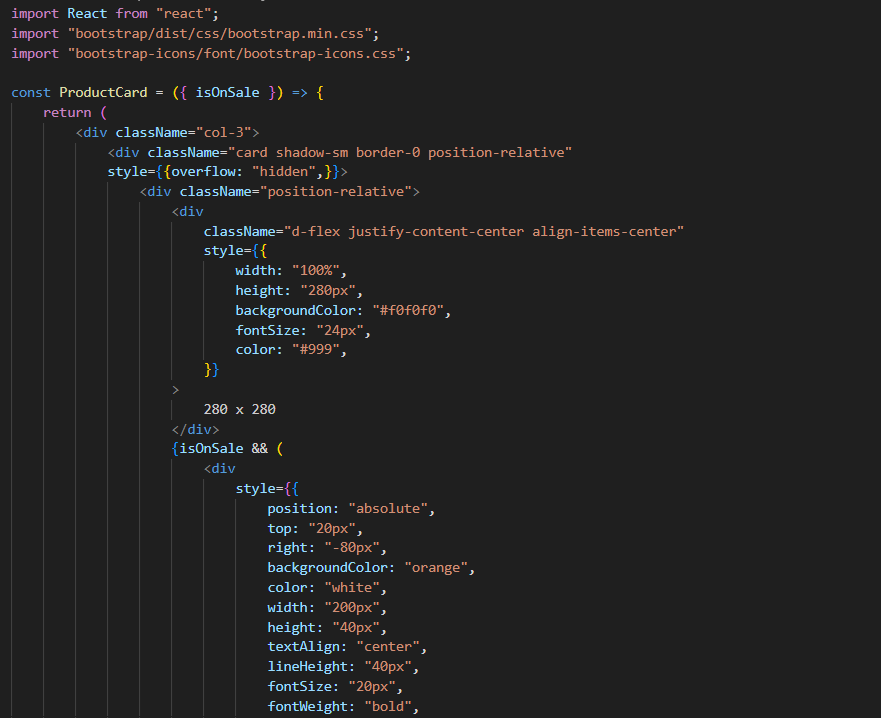 import React from "react";
import "bootstrap/dist/css/bootstrap.min.css";
import "bootstrap-icons/font/bootstrap-icons.css";

const ProductCard = ({ isOnSale }) => {
    return (
        <div className="col-3">
            <div className="card shadow-sm border-0 position-relative"
            style={{overflow: "hidden",}}>
                <div className="position-relative">
                    <div
                        className="d-flex justify-content-center align-items-center"
                        style={{
                            width: "100%",
                            height: "280px",
                            backgroundColor: "#f0f0f0",
                            fontSize: "24px",
                            color: "#999",
                        }}
                    >
                        280 x 280
                    </div>
                    {isOnSale && (
                        <div
                            style={{
                                position: "absolute",
                                top: "20px",
                                right: "-80px",
                                backgroundColor: "orange",
                                color: "white",
                                width: "200px",
                                height: "40px",
                                textAlign: "center",
                                lineHeight: "40px",
                                fontSize: "20px",
                                fontWeight: "bold",